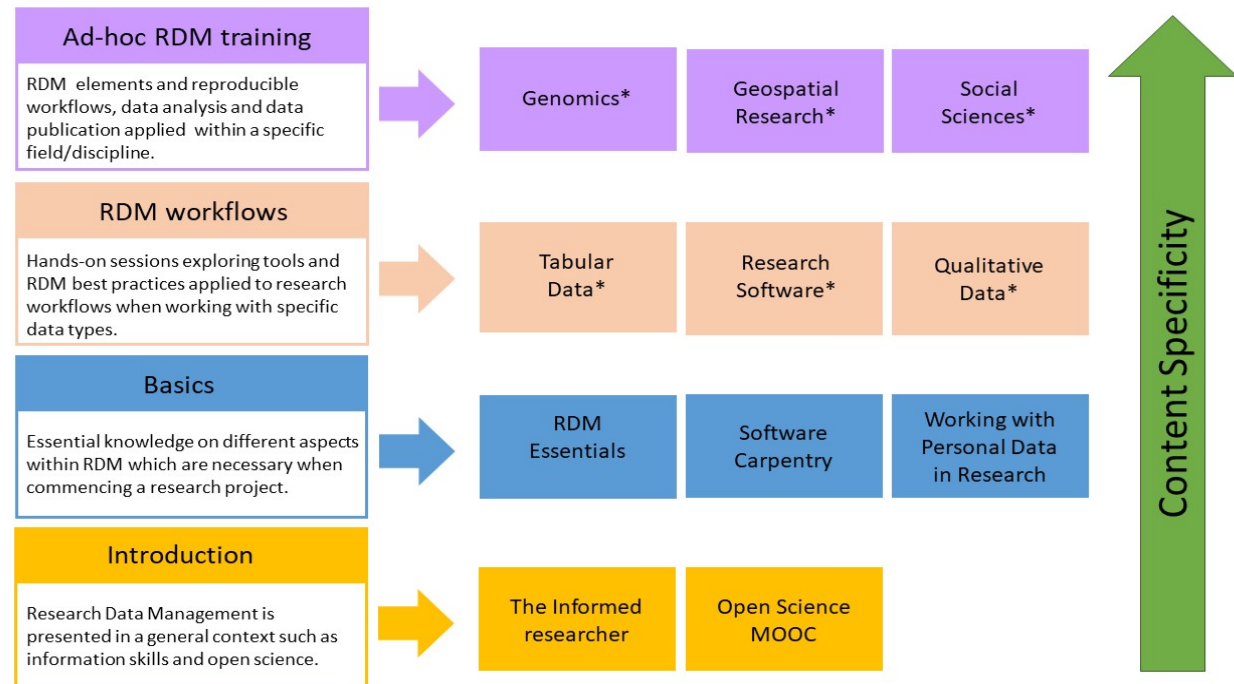 Ad-hoc RDM training
RDM elements and reproducible
workflows, data analysis and data
publication applied within a specific
field/discipline.
Genomics*
Geospatial
Research*
Social
Sciences*
RDM workflows
Hands-on sessions exploring tools and
RDM best practices applied to research
workflows when working with specific
data types.
Tabular
Data*
Research
Software*
Qualitative
Data*
Basics
Essential knowledge on different aspects
within RDM which are necessary when
commencing a research project.
RDM
Essentials
Software
Carpentry
Working with
Personal Data
in Research
Introduction
Research Data Management is
presented in a general context such as
information skills and open science.
The Informed
researcher
Open Science
MOOC
Content Specificity